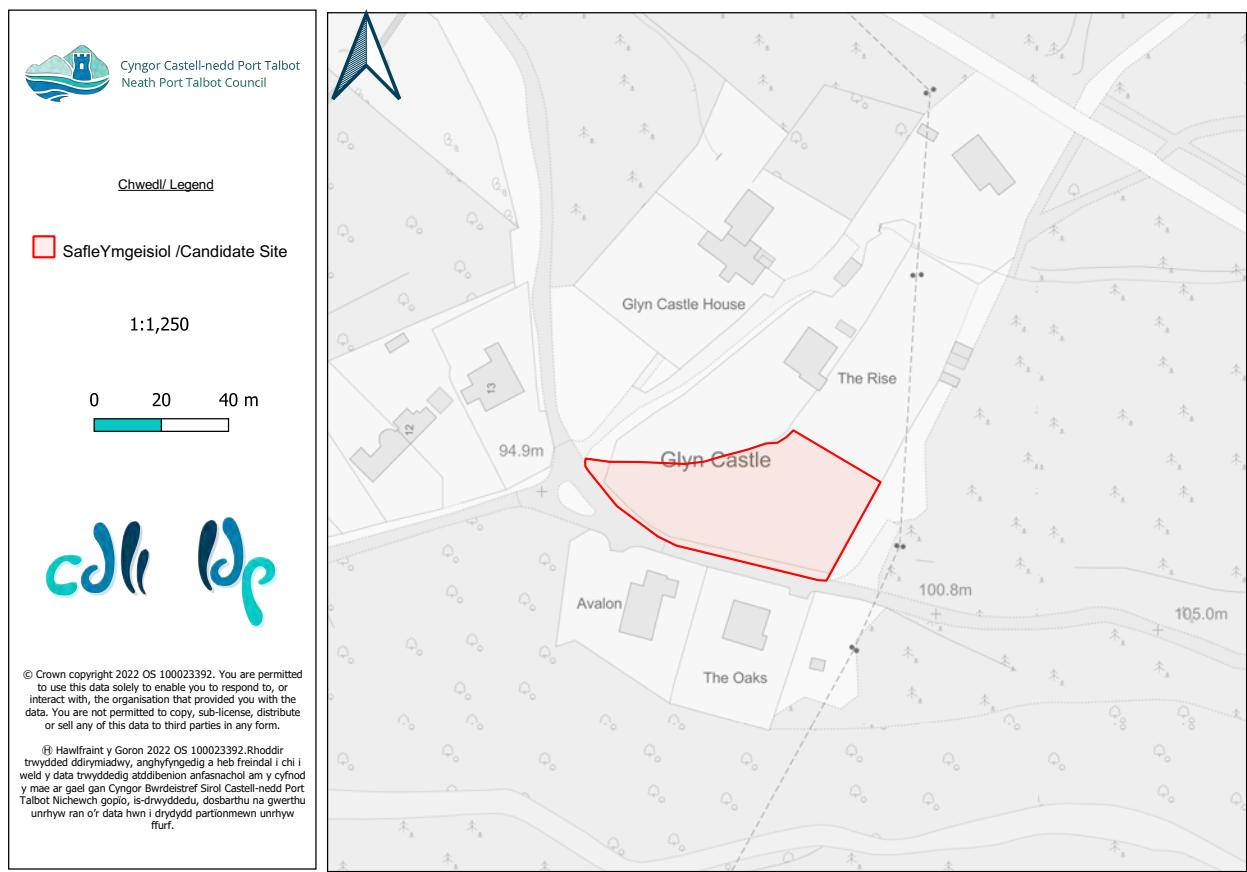 Cyngor Castell-nedd Port Talbot
Neath Port Talbot Council
Chwedl/ Legend
SafleYmgeisiol /Candidate Site
1:1,250
0 20 40 m
cdll ldp
© Crown copyright 2022 OS 100023392. You are permitted
to use this data solely to enable you to respond to, or
interact with, the organisation that provided you with the
data. You are not permitted to copy, sub-license, distribute
or sell any of this data to third parties in any form.
Ⓗ Hawlfraint y Goron 2022 OS 100023392.Rhoddir
trwydded ddirymiadwy, anghyfyngedig a heb freindal i chi i
weld y data trwyddedig atddibenion anfasnachol am y cyfnod
y mae ar gael gan Cyngor Bwrdeistref Sirol Castell-nedd Port
Talbot Nichewch gopïo, is-drwyddedu, dosbarthu na gwerthu
unrhyw ran o'r data hwn i drydydd partïonmewn unrhyw
ffurf.
Glyn Castle House
The Rise
13
12
94.9m
Glyn Castle
Avalon
The Oaks
100.8m
105.0m